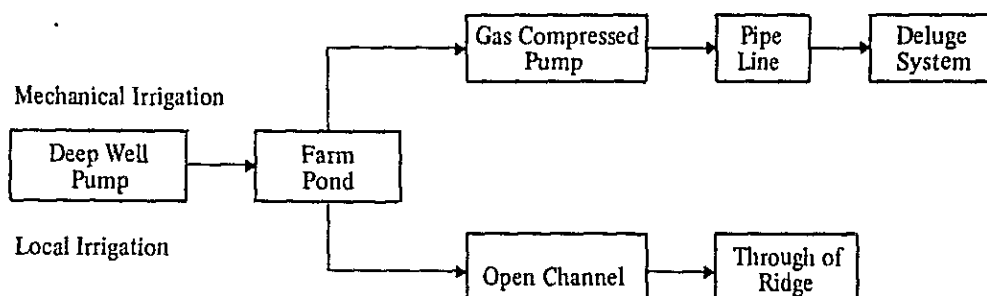 Gas Compressed
Pump
Pipe
Line
Deluge
System
Mechanical Irrigation
Deep Well
Pump
Farm
Pond
Local Irrigation
Open Channel
Through of
Ridge